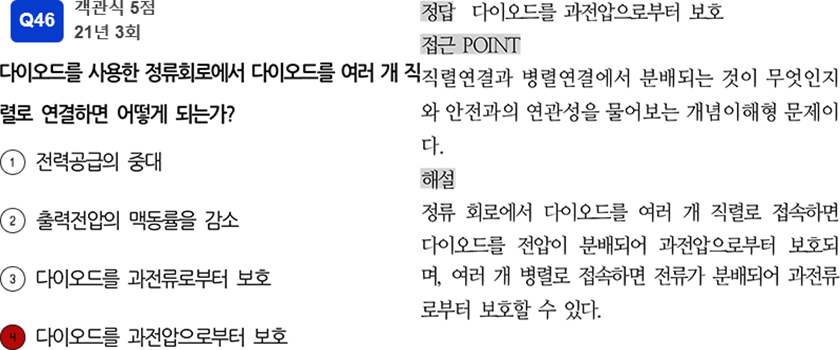 Q46
객관식 5점
21년 3회
다이오드를 사용한 정류회로에서 다이오드를 여러 개 직
렬로 연결하면 어떻게 되는가?
1 전력공급의 중대
2 출력전압의 맥동률을 감소
3 다이오드를 과전류로부터 보호
4 다이오드를 과전압으로부터 보호
정답 다이오드를 과전압으로부터 보호
접근 POINT
직렬연결과 병렬연결에서 분배되는 것이 무엇인지
와 안전과의 연관성을 물어보는 개념이해형 문제이
다.
해설
정류 회로에서 다이오드를 여러 개 직렬로 접속하면
다이오드를 전압이 분배되어 과전압으로부터 보호되
며, 여러 개 병렬로 접속하면 전류가 분배되어 과전류
로부터 보호할 수 있다.